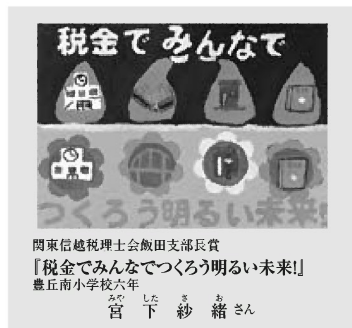 税金でみんなで
つくろう明るい未来!
関東信越税理士会飯田支部長賞
『税金でみんなでつくろう明るい未来!』
豊丘南小学校六年
みや した さ お
宮下紗緒さん